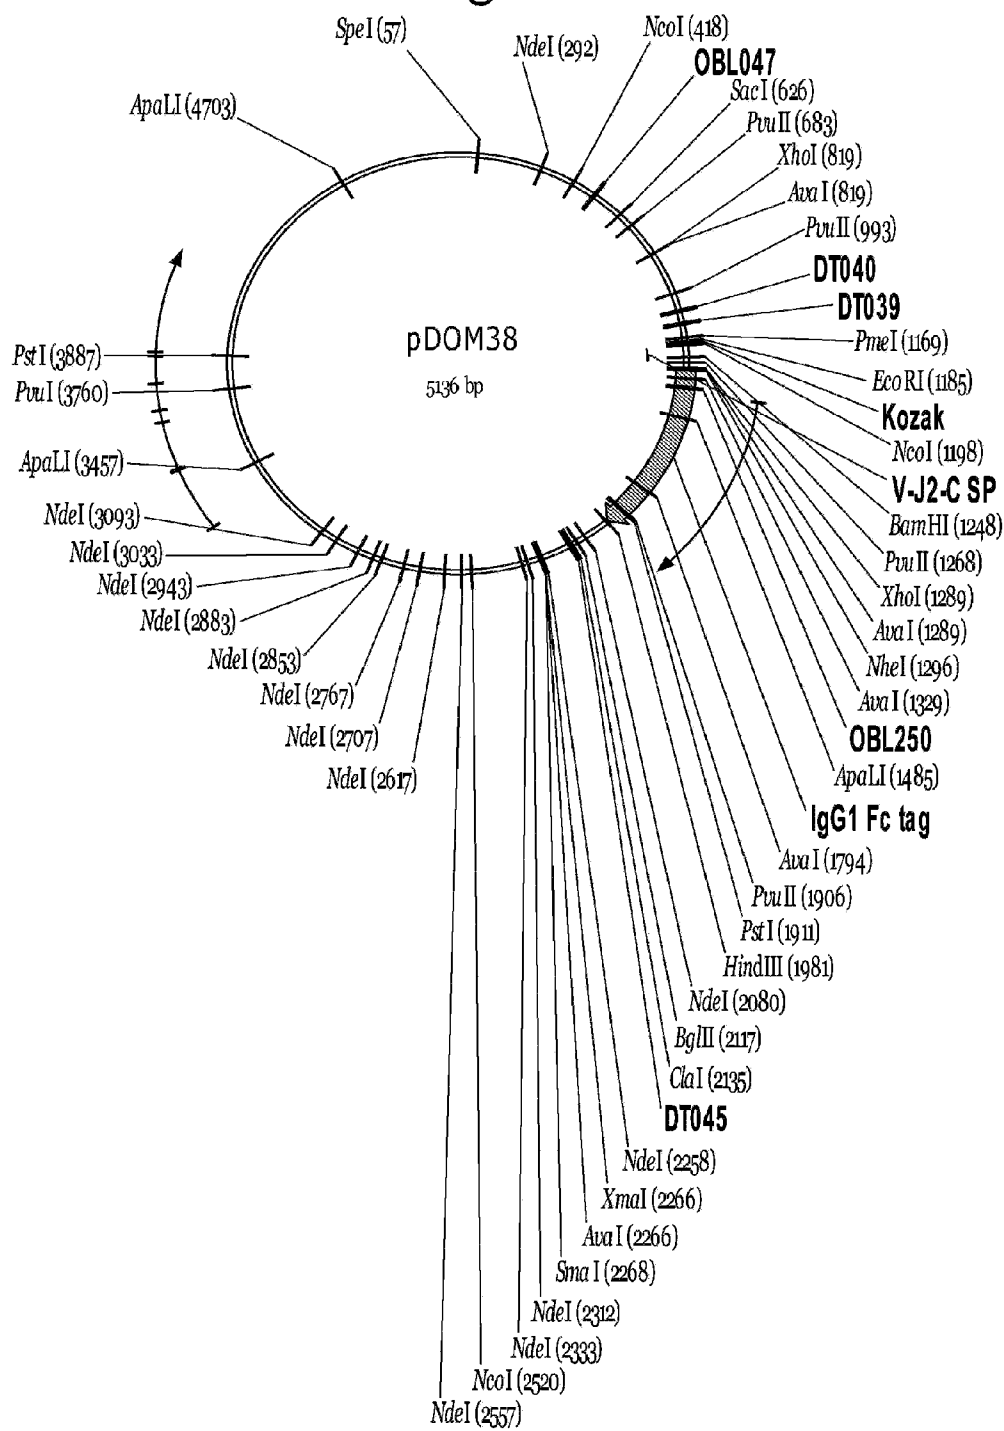 SpeI (57)
NdeI (292)
NcoI (418)
OBL047
SacI (626)
PvuII (683)
XhoI (819)
AvaI (819)
PvuII (993)
DT040
DT039
PmeI (1169)
EcoRI (1185)
Kozak
NcoI (1198)
V-J2-C SP
BamHI (1248)
PvuII (1268)
XhoI (1289)
AvaI (1289)
NheI (1296)
AvaI (1329)
OBL250
ApaLI (1485)
IgG1 Fc tag
AvaI (1794)
PvuII (1906)
PstI (1911)
HindIII (1981)
NdeI (2080)
BglII (2117)
ClaI (2135)
DT045
NdeI (2258)
XmaI (2266)
AvaI (2266)
SmaI (2268)
NdeI (2312)
NdeI (2333)
NcoI (2520)
NdeI (2557)
NdeI (2617)
NdeI (2707)
NdeI (2767)
NdeI (2853)
NdeI (2883)
NdeI (2943)
NdeI (3033)
NdeI (3093)
ApaLI (3457)
PvuI (3760)
PstI (3887)
ApaLI (4703)
pDOM38
5136 bp